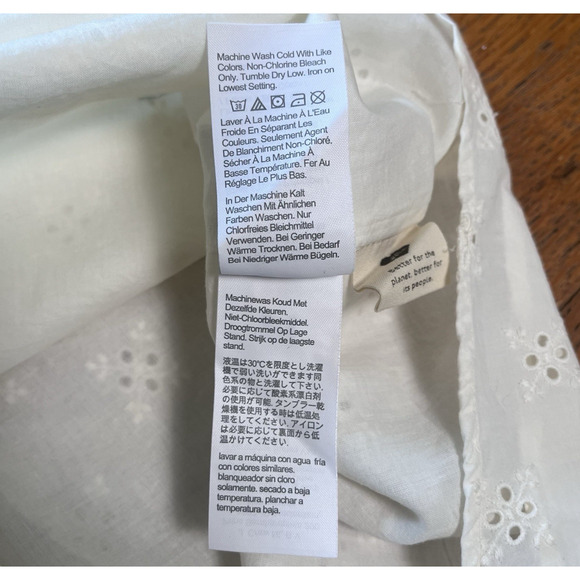 Machine Wash Cold With Like
Colors. Non-Chlorine Bleach
Only. Tumble Dry Low. Iron on
Lowest Setting.
30
Laver À La Machine À L'Eau
Froide En Séparant Les
Couleurs. Seulement Agent
De Blanchiment Non-Chloré.
Sécher À La Machine À
Basse Température. Fer Au
Réglage Le Plus Bas.
In Der Maschine Kalt
Waschen Mit Ähnlichen
Farben Waschen. Nur
Chlorfreies Bleichmittel
Verwenden. Bei Geringer
Wärme Trocknen. Bei Bedarf
Bei Niedriger Wärme Bügeln.
Machinewas Koud Met
Dezelfde Kleuren.
Niet-Chloorbleekmiddel.
Droogtrommel Op Lage
Stand. Strijk op de laagste
stand.
液温は30℃を限度とし洗濯
機で弱い洗いができます同
色系の物と洗濯して下さい.
必要に応じて酸素系漂白剤
の使用が可能. タンブラー乾
燥機を使用する時は低温処
理をしてください. アイロン
は必要に応じて裏面から低
温かけてください.
lavar a máquina con agua fría
con colores similares.
blanqueador sin cloro
solamente. secado a baja
temperatura. planchar a
temperatura baja.
for the
planet. better for
its people.